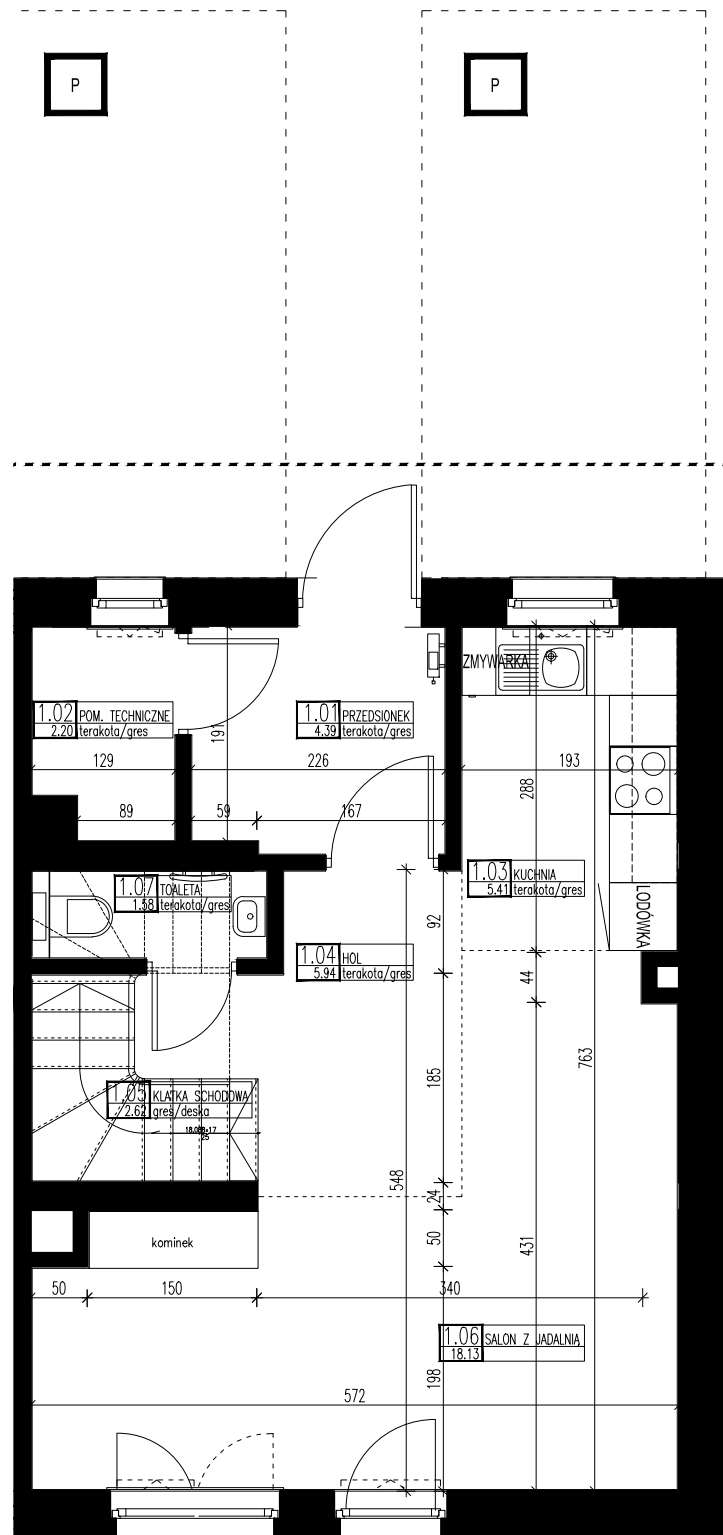 P
P
ZMYWARKA
1.02 POM. TECHNICZNE
2.20 terakota/gres
1.01 PRZEDSIONEK
4.39 terakota/gres
191
129
226
193
288
89
59
167
1.03 KUCHNIA
5.41 terakota/gres
LODÓWKA
1.07 TOALETA
1.58 terakota/gres
92
1.04 HOL
5.94 terakota/gres
44
763
185
1.05 KLATKA SCHODOWA
2.62 gres/deska
548
24
kominek
50
431
50
150
340
1.06 SALON Z JADALNIĄ
18.13
198
572